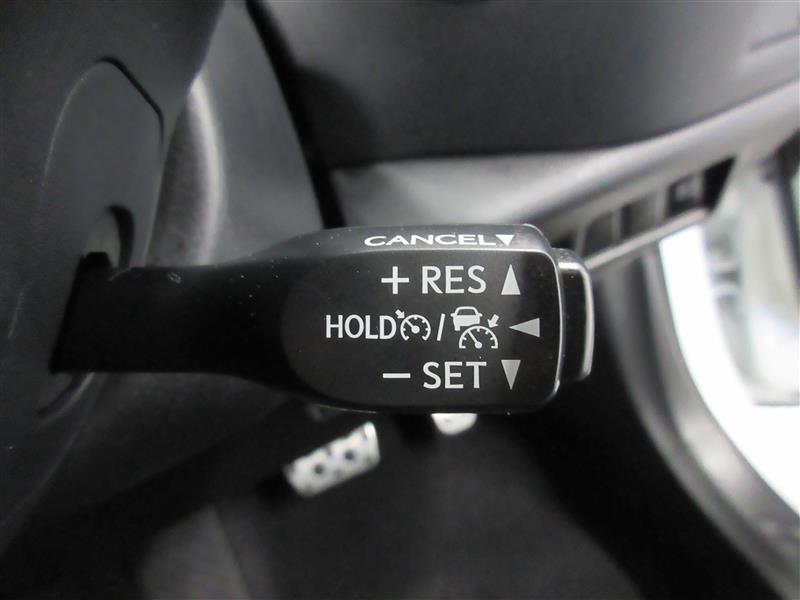 CANCEL▼
+ RES ▲
HOLD / ◀
− SET ▼